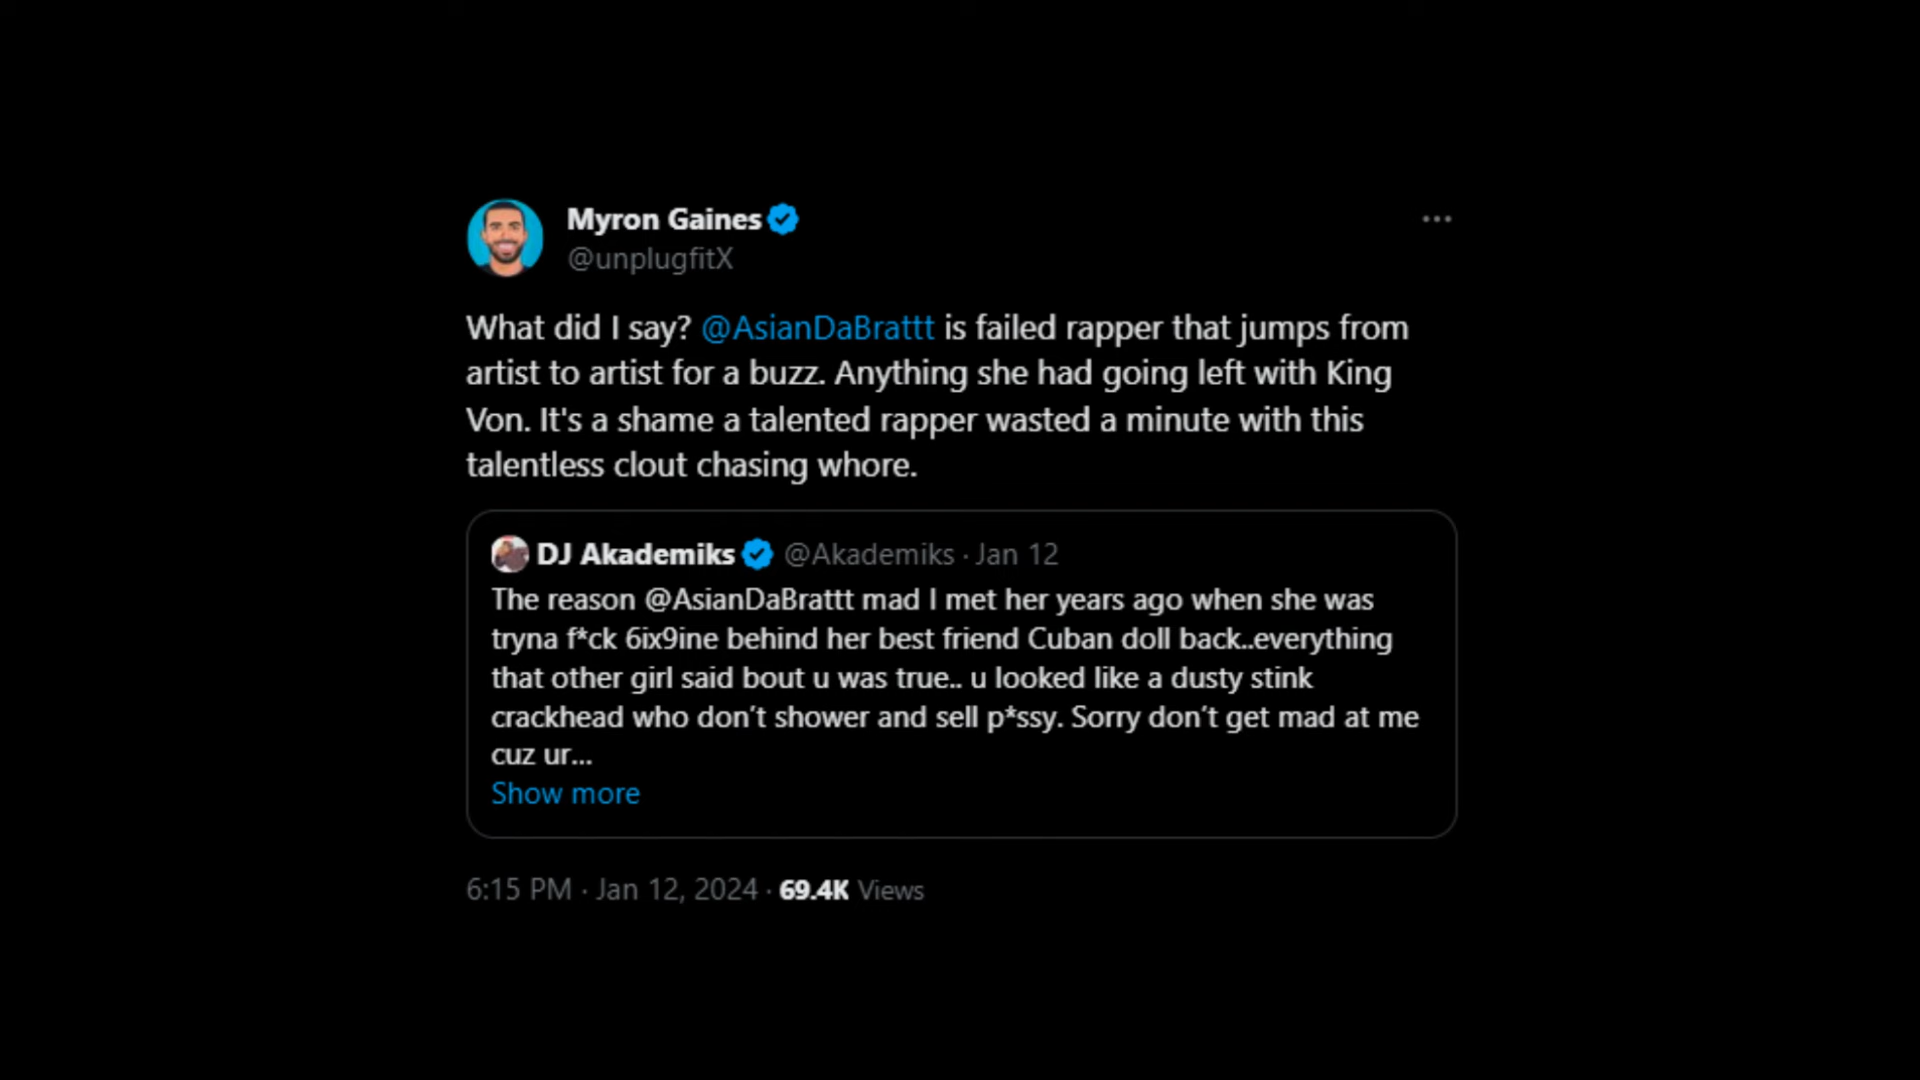 Myron Gaines
@unplugfitX
What did I say? @AsianDaBrattt is failed rapper that jumps from
artist to artist for a buzz. Anything she had going left with King
Von. It's a shame a talented rapper wasted a minute with this
talentless clout chasing whore.
DJ Akademiks @Akademiks · Jan 12
The reason @AsianDaBrattt mad I met her years ago when she was
tryna f*ck 6ix9ine behind her best friend Cuban doll back..everything
that other girl said bout u was true.. u looked like a dusty stink
crackhead who don’t shower and sell p*ssy. Sorry don’t get mad at me
cuz ur...
Show more
6:15 PM · Jan 12, 2024 · 69.4K Views